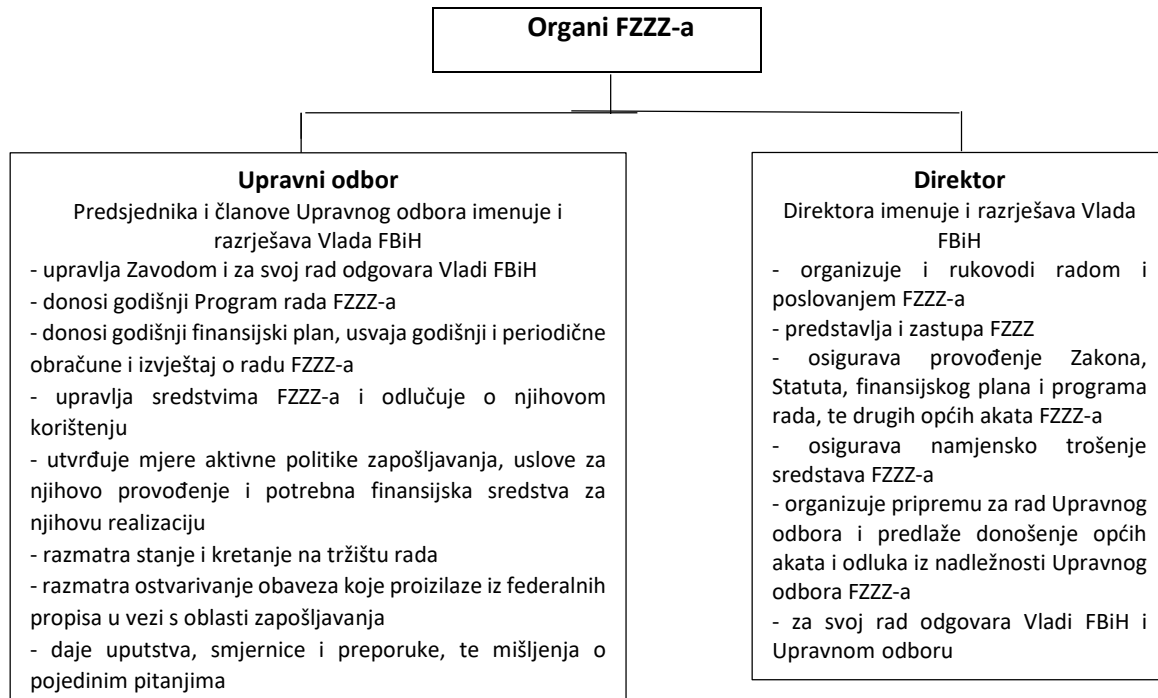 Organi FZZZ-a
Upravni odbor
Predsjednika i članove Upravnog odbora imenuje i
razrješava Vlada FBiH
- upravlja Zavodom i za svoj rad odgovara Vladi FBiH
- donosi godišnji Program rada FZZZ-a
- donosi godišnji finansijski plan, usvaja godišnji i periodične
obračune i izvještaj o radu FZZZ-a
- upravlja sredstvima FZZZ-a i odlučuje o njihovom
korištenju
- utvrđuje mjere aktivne politike zapošljavanja, uslove za
njihovo provođenje i potrebna finansijska sredstva za
njihovu realizaciju
- razmatra stanje i kretanje na tržištu rada
- razmatra ostvarivanje obaveza koje proizilaze iz federalnih
propisa u vezi s oblasti zapošljavanja
- daje uputstva, smjernice i preporuke, te mišljenja o
pojedinim pitanjima
Direktor
Direktora imenuje i razrješava Vlada
FBiH
- organizuje i rukovodi radom i
poslovanjem FZZZ-a
- predstavlja i zastupa FZZZ
- osigurava provođenje Zakona,
Statuta, finansijskog plana i programa
rada, te drugih općih akata FZZZ-a
- osigurava namjensko trošenje
sredstava FZZZ-a
- organizuje pripremu za rad Upravnog
odbora i predlaže donošenje općih
akata i odluka iz nadležnosti Upravnog
odbora FZZZ-a
- za svoj rad odgovara Vladi FBiH i
Upravnom odboru